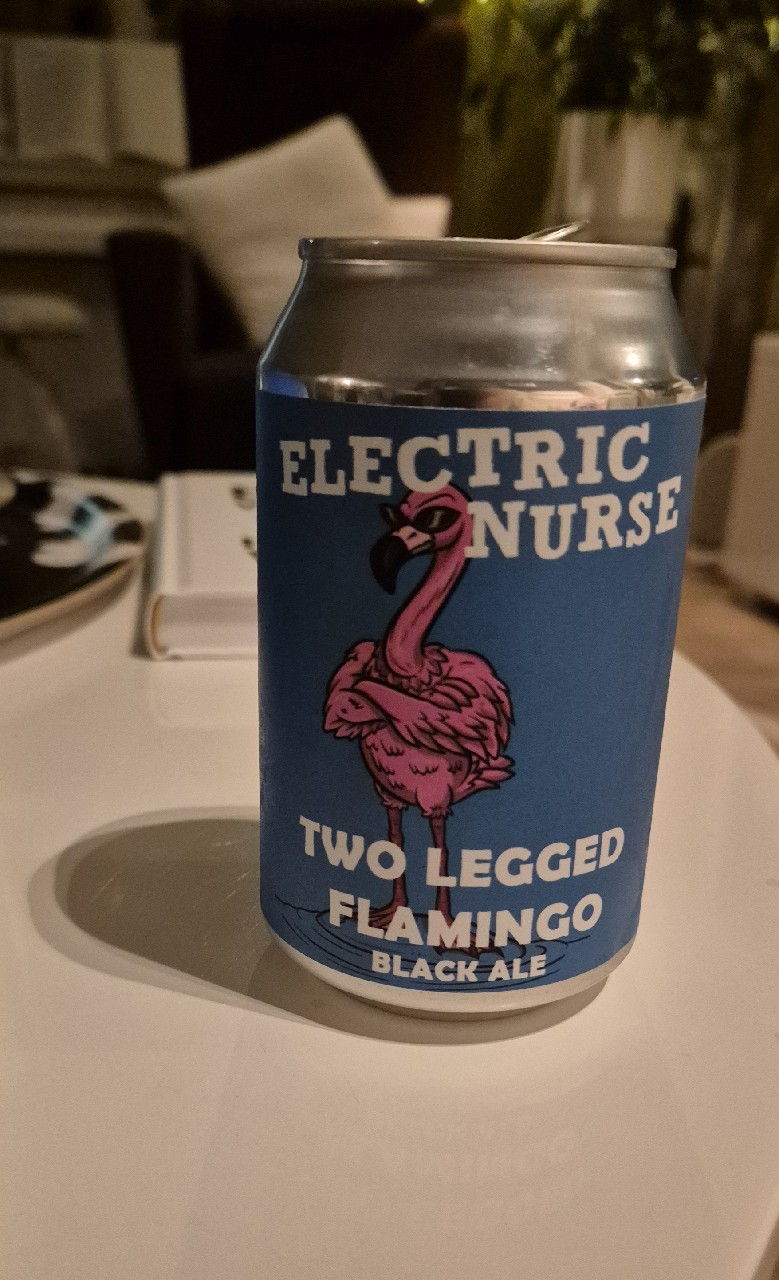 ELECTRIC
NURSE
TWO LEGGED
FLAMINGO
BLACK ALE